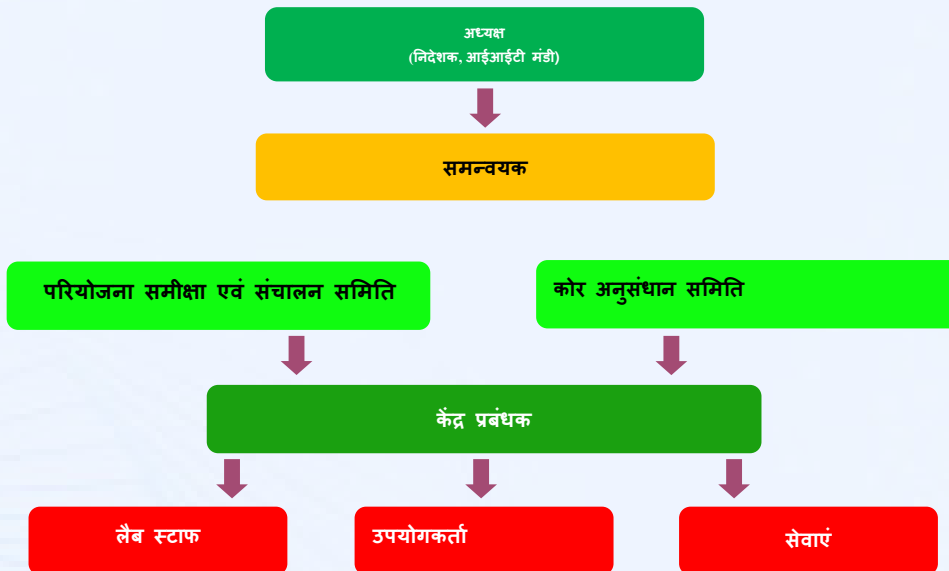 अध्यक्ष
(निदेशक, आईआईटी मंडी)
समन्वयक
परियोजना समीक्षा एवं संचालन समिति
कोर अनुसंधान समिति
केंद्र प्रबंधक
लैब स्टाफ
उपयोगकर्ता
सेवाएं